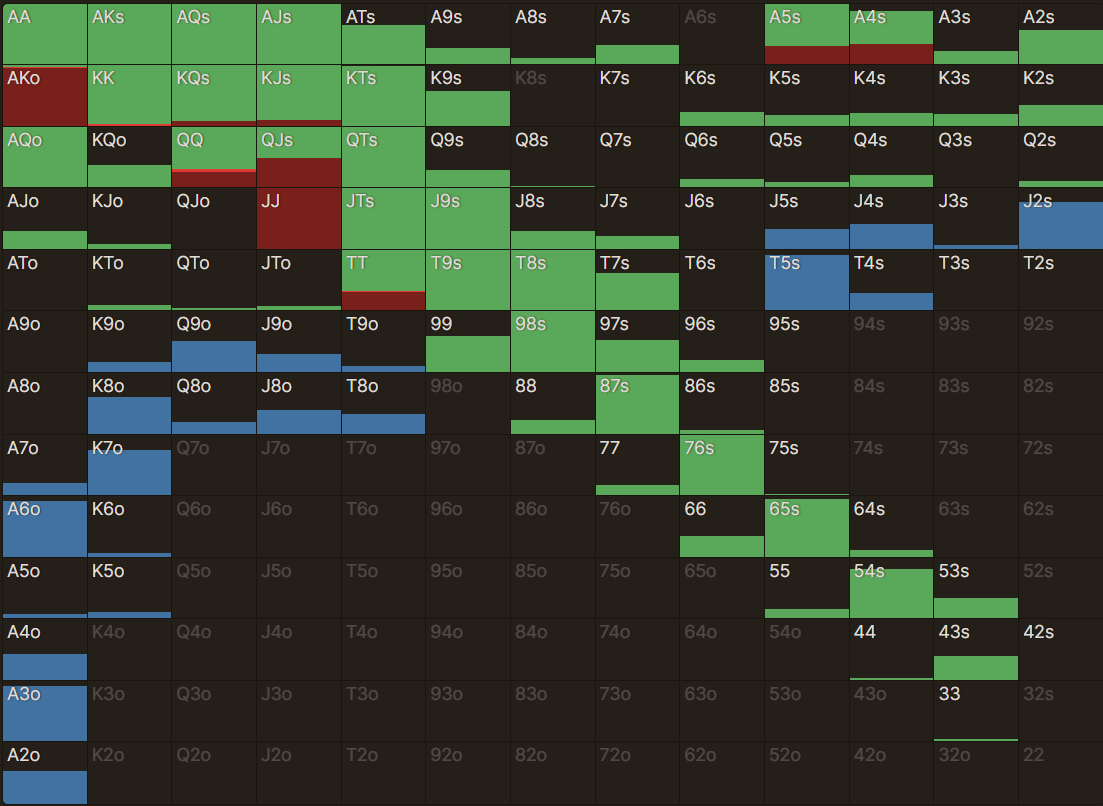 AA AKs AQs AJs ATs A9s A8s A7s A6s A5s A4s A3s A2s
AKo KK KQs KJs KTs K9s K8s K7s K6s K5s K4s K3s K2s
AQo KQo QQ QJs QTs Q9s Q8s Q7s Q6s Q5s Q4s Q3s Q2s
AJo KJo QJo JJ JTs J9s J8s J7s J6s J5s J4s J3s J2s
ATo KTo QTo JTo TT T9s T8s T7s T6s T5s T4s T3s T2s
A9o K9o Q9o J9o T9o 99 98s 97s 96s 95s 94s 93s 92s
A8o K8o Q8o J8o T8o 98o 88 87s 86s 85s 84s 83s 82s
A7o K7o Q7o J7o T7o 97o 87o 77 76s 75s 74s 73s 72s
A6o K6o Q6o J6o T6o 96o 86o 76o 66 65s 64s 63s 62s
A5o K5o Q5o J5o T5o 95o 85o 75o 65o 55 54s 53s 52s
A4o K4o Q4o J4o T4o 94o 84o 74o 64o 54o 44 43s 42s
A3o K3o Q3o J3o T3o 93o 83o 73o 63o 53o 43o 33 32s
A2o K2o Q2o J2o T2o 92o 82o 72o 62o 52o 42o 32o 22